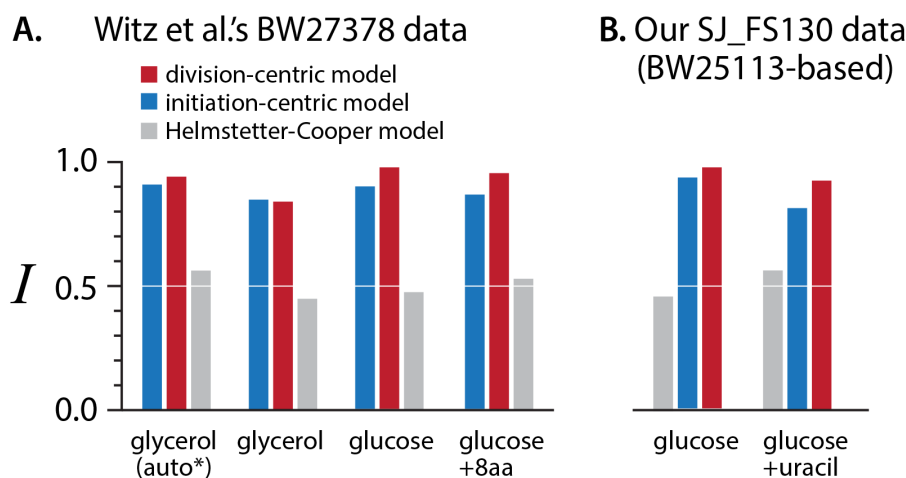 A. Witz et al.'s BW27378 data
division-centric model
initiation-centric model
Helmstetter-Cooper model
B. Our SJ_FS130 data
(BW25113-based)
1.0
0.5
0.0
I
glycerol
(auto*)
glycerol
glucose
glucose
+8aa
glucose
glucose
+uracil